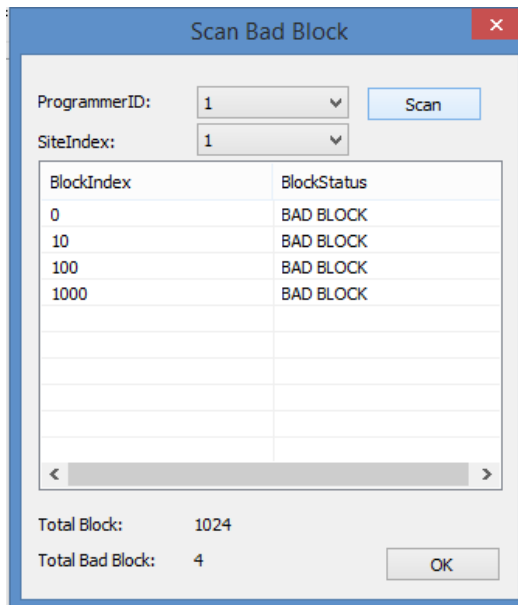 Scan Bad Block
ProgrammerID: 1 Scan
SiteIndex: 1
BlockIndex BlockStatus
0 BAD BLOCK
10 BAD BLOCK
100 BAD BLOCK
1000 BAD BLOCK
Total Block: 1024
Total Bad Block: 4 OK